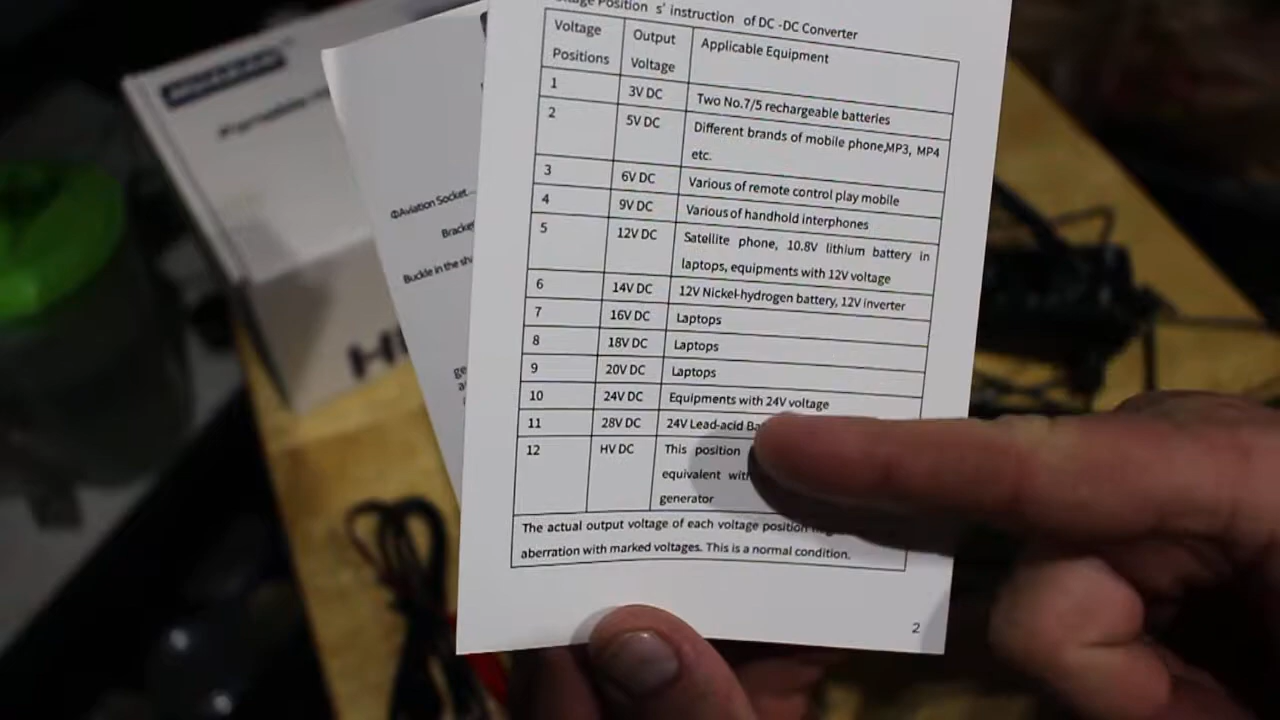 Position s' instruction of DC -DC Converter
Voltage Positions Output Voltage Applicable Equipment
1 3V DC Two No.7/5 rechargeable batteries
2 5V DC Different brands of mobile phone,MP3, MP4
etc.
3 6V DC Various of remote control play mobile
4 9V DC Various of handhold interphones
5 12V DC Satellite phone, 10.8V lithium battery in
laptops, equipments with 12V voltage
6 14V DC 12V Nickel-hydrogen battery, 12V inverter
7 16V DC Laptops
8 18V DC Laptops
9 20V DC Laptops
10 24V DC Equipments with 24V voltage
11 28V DC 24V Lead-acid
12 HV DC This position
equivalent with
generator
The actual output voltage of each voltage position
aberration with marked voltages. This is a normal condition.
2
①Aviation Socket
Buckle in the